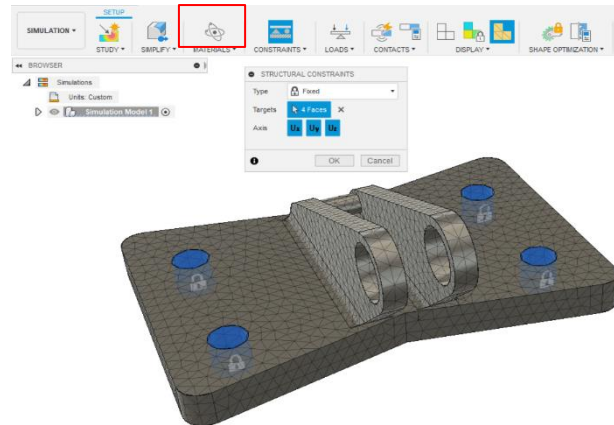 SETUP
SIMULATION ▾
STUDY ▾
SIMPLIFY ▾
MATERIALS ▾
CONSTRAINTS ▾
LOADS ▾
CONTACTS ▾
DISPLAY ▾
SHAPE OPTIMIZATION ▾
BROWSER
Simulations
Units: Custom
Simulation Model 1
STRUCTURAL CONSTRAINTS
Type Fixed
Targets 4 Faces
Axis Ux Uy Uz
OK Cancel